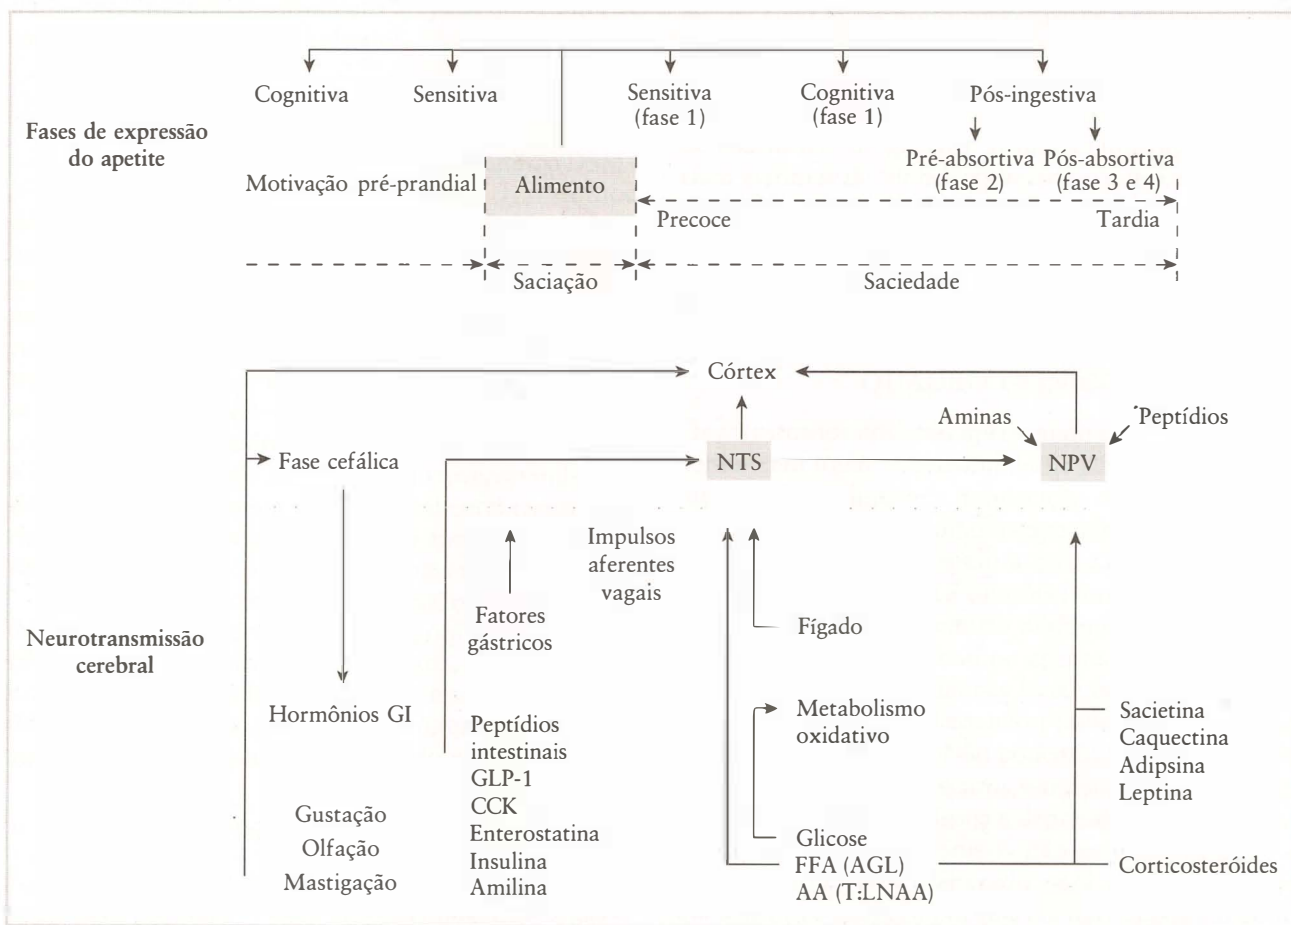 Cognitiva
Sensitiva
Sensitiva
(fase 1)
Cognitiva
(fase 1)
Pós-ingestiva
Fases de expressão
do apetite
Pré-absortiva
(fase 2)
Pós-absortiva
(fase 3 e 4)
Motivação pré-prandial
Alimento
Precoce
Tardia
Saciação
Saciedade
Córtex
Aminas
Peptídios
Fase cefálica
NTS
NPV
Impulsos
aferentes
vagais
Fatores
gástricos
Fígado
Neurotransmissão
cerebral
Hormônios GI
Peptídios
intestinais
GLP-1
CCK
Enterostatina
Insulina
Amilina
Metabolismo
oxidativo
Sacietina
Caquectina
Adipsina
Leptina
Gustação
Olfação
Mastigação
Glicose
FFA (AGL)
AA (T:LNAA)
Corticosteróides